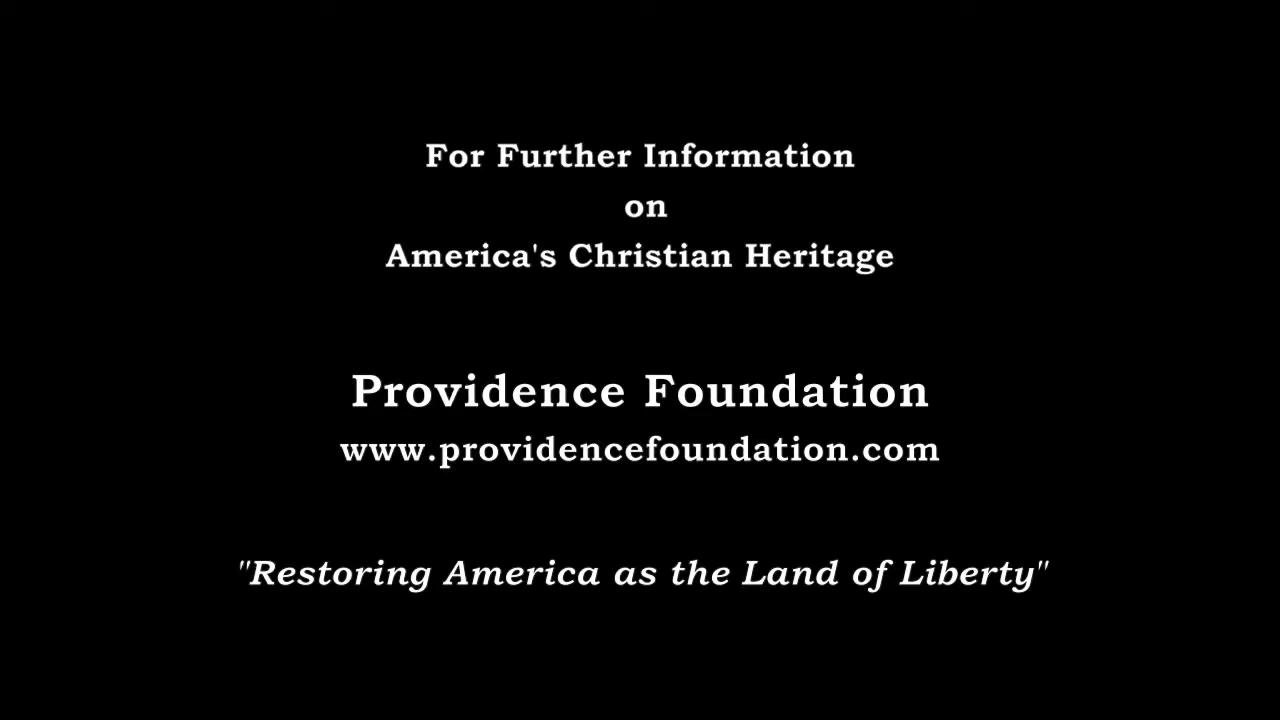 For Further Information
on
America's Christian Heritage
Providence Foundation
www.providencefoundation.com
"Restoring America as the Land of Liberty"